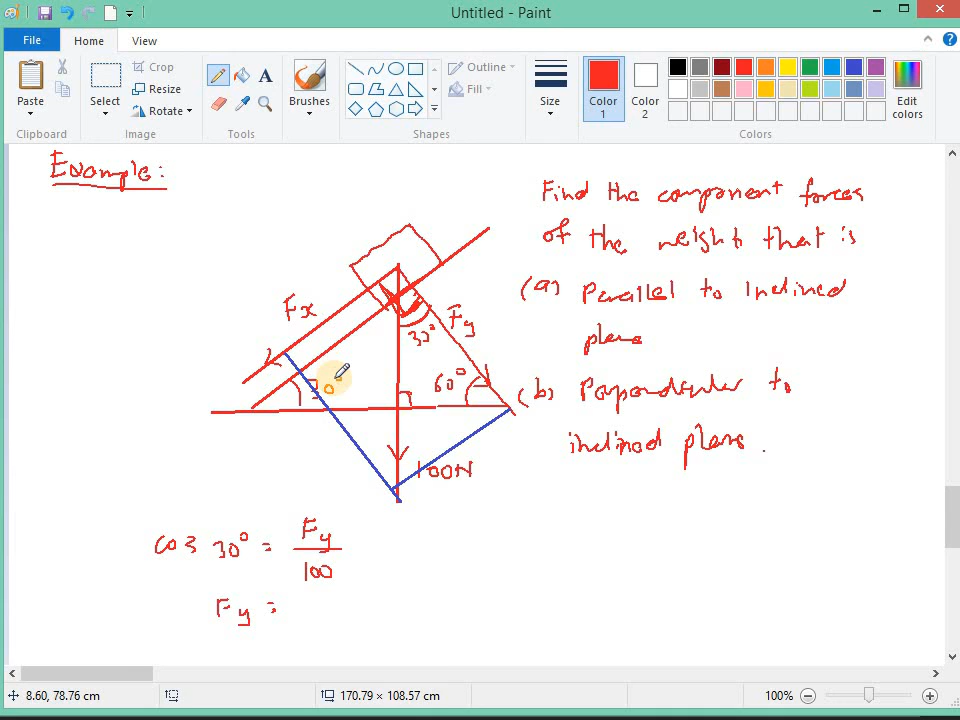 Untitled - Paint
File
Home
View
Paste
Clipboard
Select
Crop
Resize
Rotate
Image
Tools
Brushes
Shapes
Outline
Fill
Size
Color 1
Color 2
Edit colors
Colors
Example:
Find the component forces
of the weight that is
(a) Parallel to Inclined
plane
(b) Perpendicular to
inclined plane.
Fx
Fy
30°
30°
60°
100N
cos 30° = Fy
100
Fy =
8.60, 78.76 cm
170.79 × 108.57 cm
100%